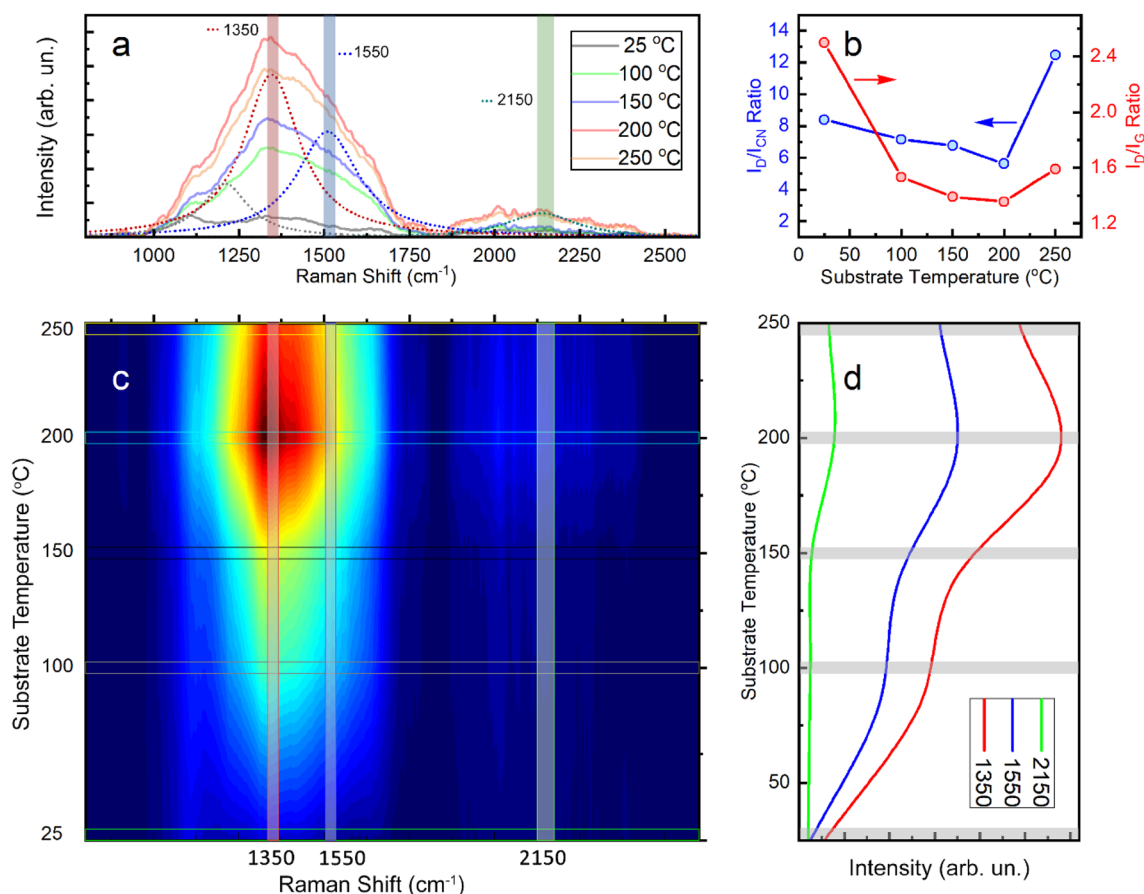 a
1350
1550
2150
25 °C
100 °C
150 °C
200 °C
250 °C
Intensity (arb. un.)
1000
1250
1500
1750
2000
2250
2500
Raman Shift (cm⁻¹)
b
14
12
10
8
6
4
2
I_D/I_CN Ratio
2.4
2.0
1.6
1.2
I_D/I_G Ratio
0
50
100
150
200
250
Substrate Temperature (°C)
c
250
200
150
100
25
Substrate Temperature (°C)
1350
1550
2150
Raman Shift (cm⁻¹)
d
250
200
150
100
50
Substrate Temperature (°C)
1350
1550
2150
Intensity (arb. un.)